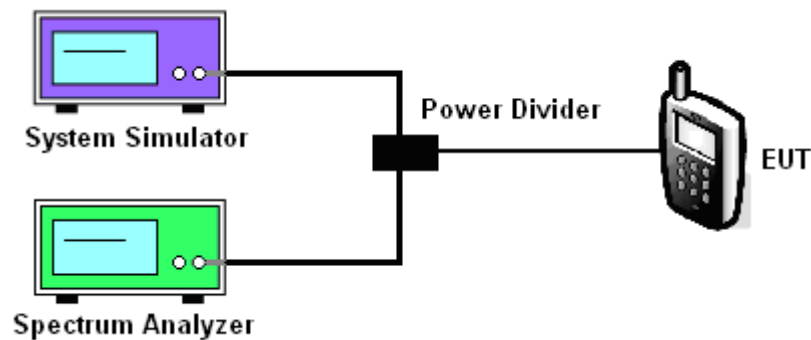 System Simulator
Power Divider
EUT
Spectrum Analyzer